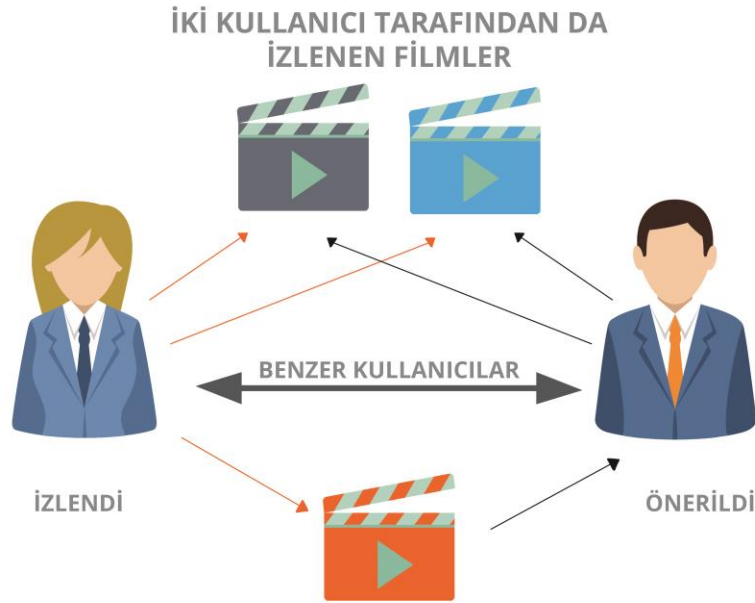 İKİ KULLANICI TARAFINDAN DA
İZLENEN FİLMLER
BENZER KULLANICILAR
İZLENDİ
ÖNERİLDİ